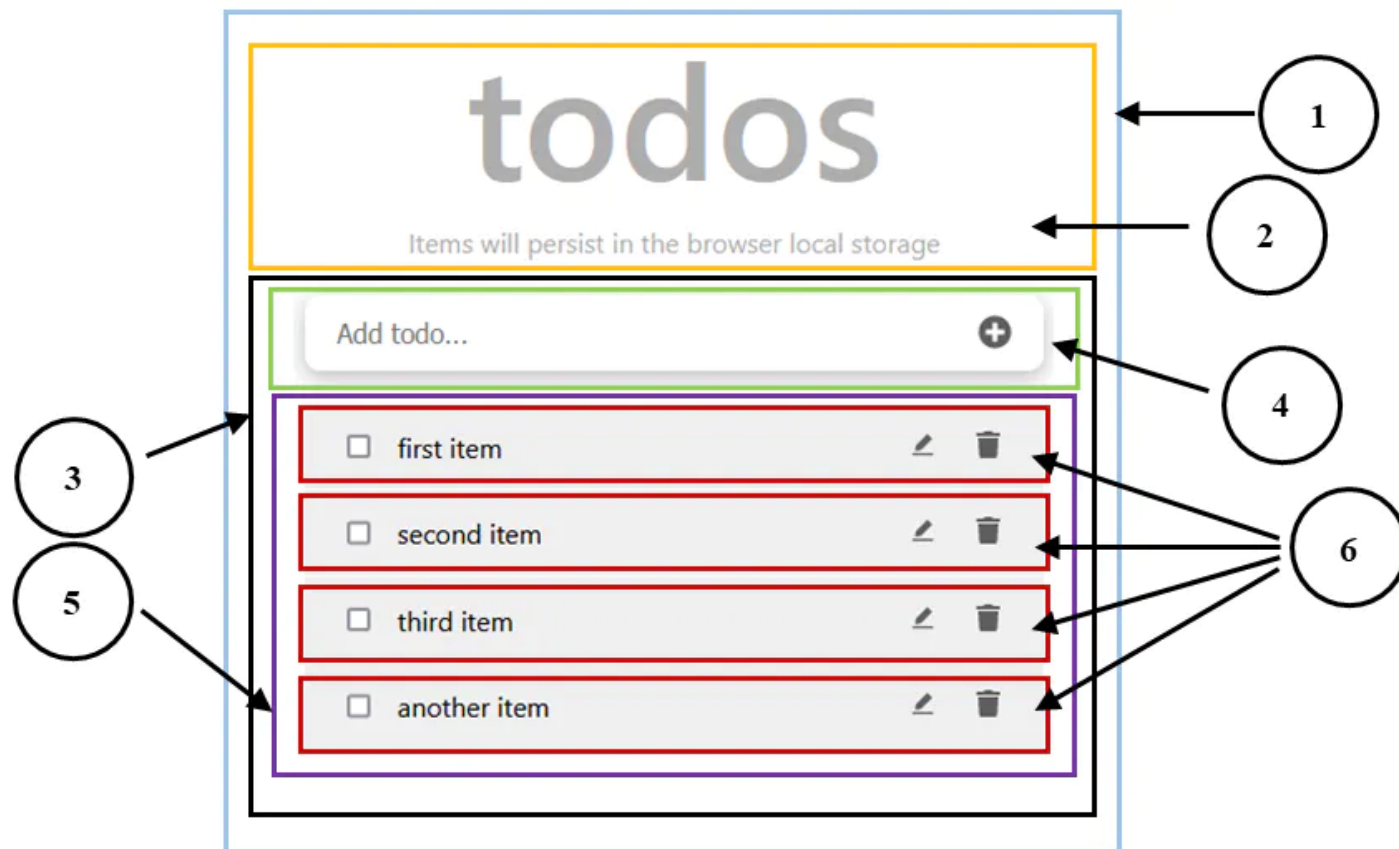 todos
Items will persist in the browser local storage
Add todo...
first item
second item
third item
another item
1
2
3
4
5
6